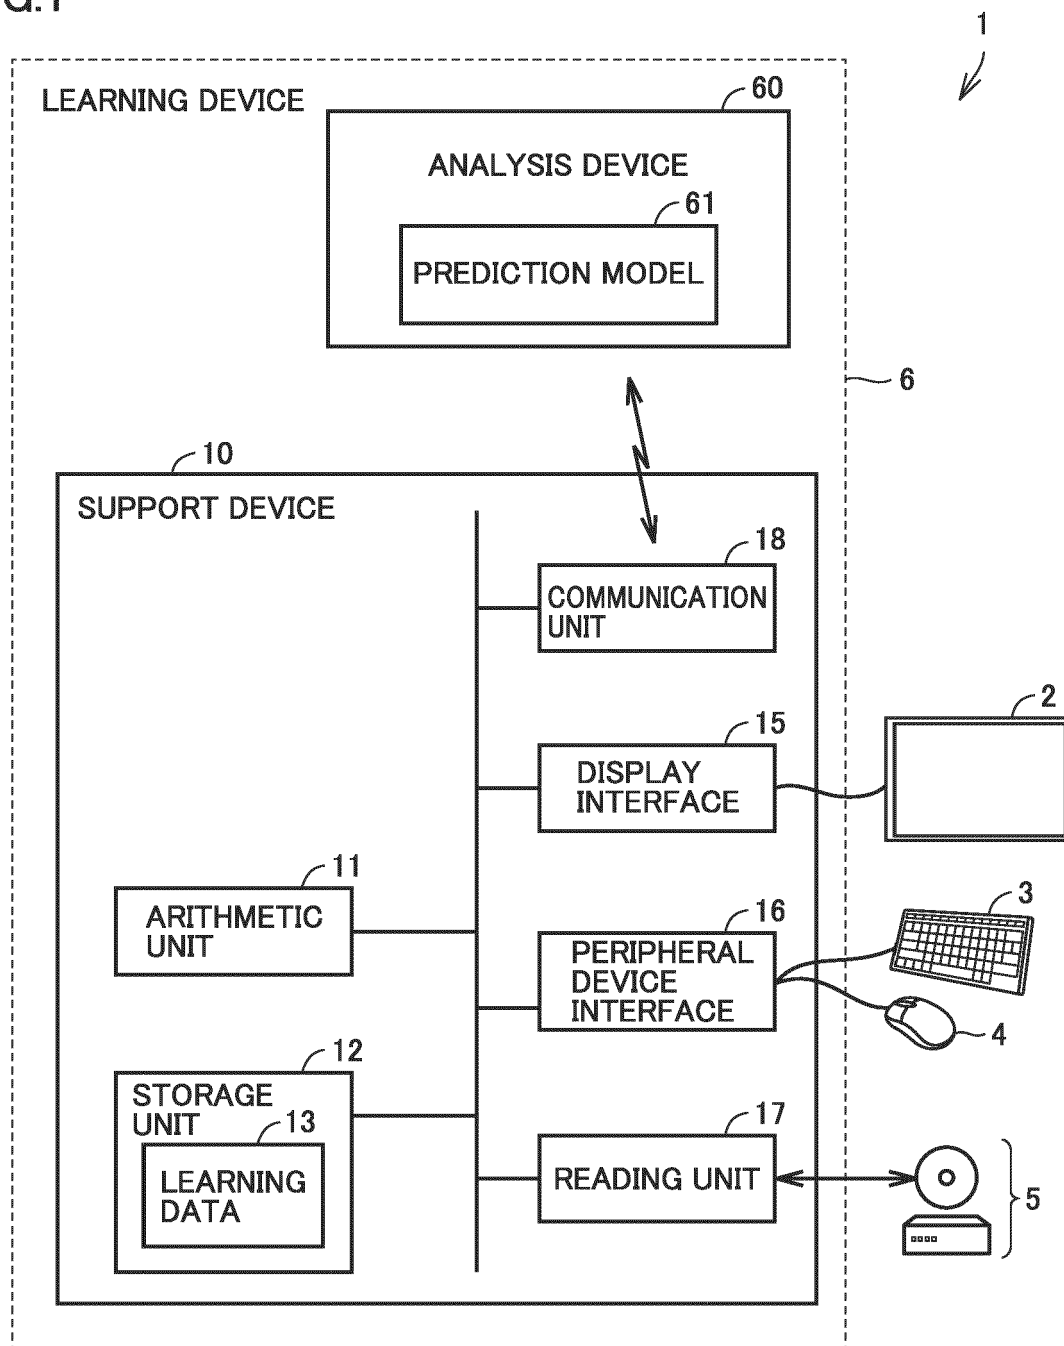 G.1
1
LEARNING DEVICE
60
ANALYSIS DEVICE
61
PREDICTION MODEL
6
10
SUPPORT DEVICE
18
COMMUNICATION
UNIT
2
15
DISPLAY
INTERFACE
11
ARITHMETIC
UNIT
16
PERIPHERAL
DEVICE
INTERFACE
3
4
12
STORAGE
UNIT
13
LEARNING
DATA
17
READING UNIT
5